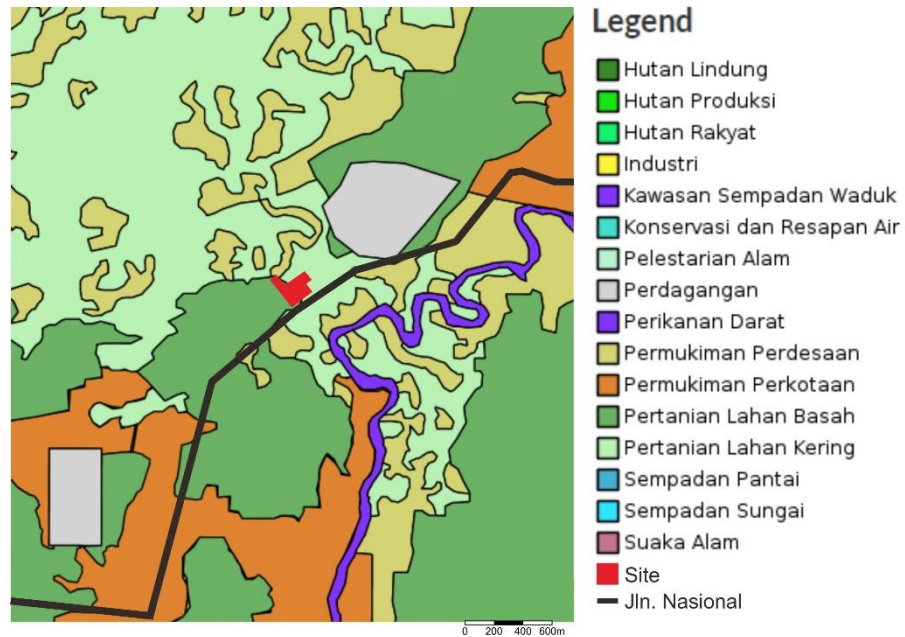 Legend
Hutan Lindung
Hutan Produksi
Hutan Rakyat
Industri
Kawasan Sempadan Waduk
Konservasi dan Resapan Air
Pelestarian Alam
Perdagangan
Perikanan Darat
Permukiman Perdesaan
Permukiman Perkotaan
Pertanian Lahan Basah
Pertanian Lahan Kering
Sempadan Pantai
Sempadan Sungai
Suaka Alam
Site
Jln. Nasional
0 200 400 600m